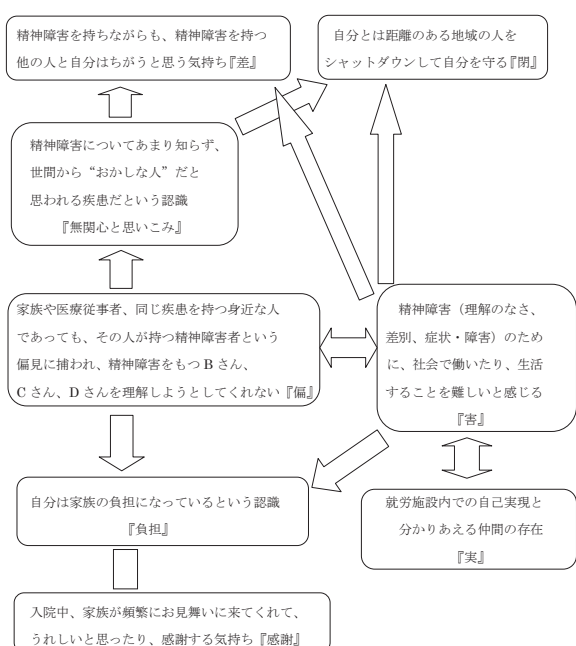 精神障害を持ちながらも、精神障害を持つ
他の人と自分はちがうと思う気持ち『差』
自分とは距離のある地域の人を
シャットダウンして自分を守る『閉』
精神障害についてあまり知らず、
世間から“おかしな人”だと
思われる疾患だという認識
『無関心と思いこみ』
家族や医療従事者、同じ疾患を持つ身近な人
であっても、その人が持つ精神障害者という
偏見に捕われ、精神障害をもつ B さん、
C さん、D さんを理解しようとしてくれない『偏』
精神障害（理解のなさ、
差別、症状・障害）のため
に、社会で働いたり、生活
することを難しいと感じる
『害』
自分は家族の負担になっているという認識
『負担』
就労施設内での自己実現と
分かりあえる仲間の存在
『実』
入院中、家族が頻繁にお見舞いに来てくれて、
うれしいと思ったり、感謝する気持ち『感謝』